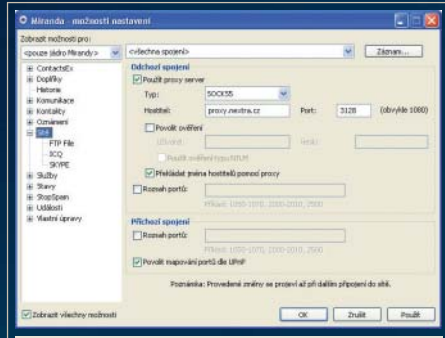 Miranda - možnosti nastavení
Zobrazit možnosti pro:
<pouze jádro Mirandy>
<všechna spojení>
Záznam...
ContactsEx
Doplňky
Historie
Komunikace
Kontakty
Oznámení
Sítě
FTP File
ICQ
SKYPE
Služby
Stavy
StopSpam
Události
Vlastní úpravy
Odchozí spojení
Použít proxy server
Typ: SOCKS5
Hostitel: proxy.nextra.cz Port: 3128 (obvykle 1080)
Povolit ověření
Uživatel: Heslo:
Použít ověření typu NTLM
Překládat jména hostitelů pomocí proxy
Rozsah portů:
Příklad: 1050-1070, 2000-2010, 2500
Příchozí spojení
Rozsah portů:
Příklad: 1050-1070, 2000-2010, 2500
Povolit mapování portů dle UPnP
Poznámka: Provedené změny se projeví až při dalším připojení do sítě.
Zobrazit všechny možnosti
OK Zrušit Použít